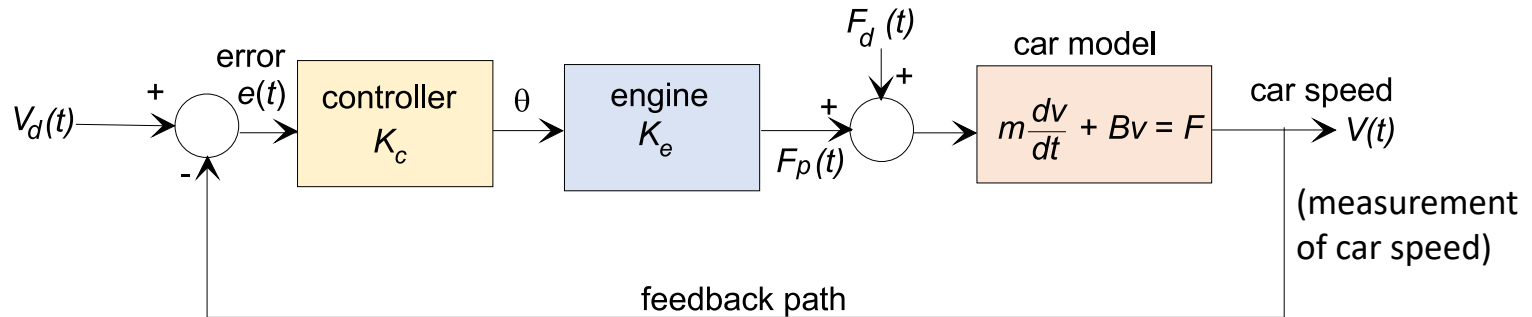 F_d (t)
car model
error
e(t)
controller
K_c
θ
engine
K_e
car speed
V(t)
V_d(t)
+
-
+
+
F_p(t)
m dv/dt + Bv = F
(measurement
of car speed)
feedback path